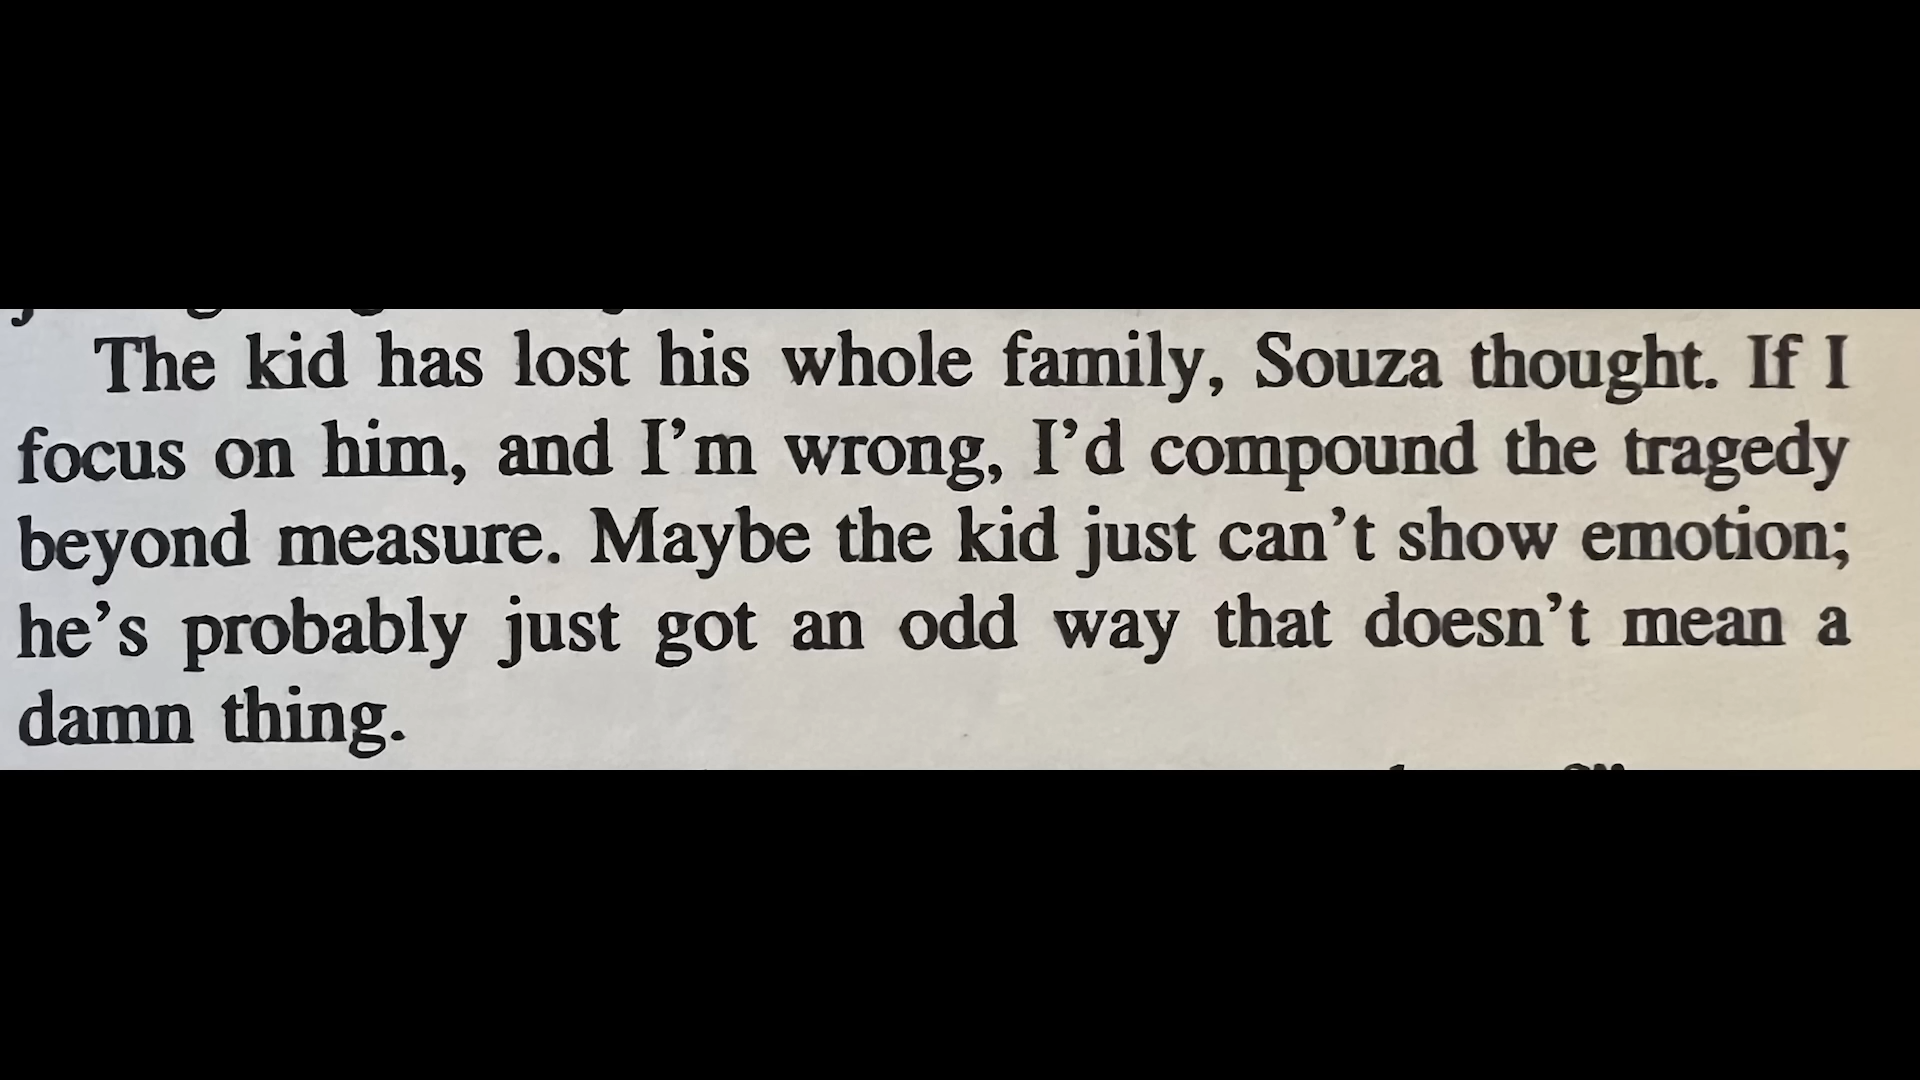 The kid has lost his whole family, Souza thought. If I
focus on him, and I’m wrong, I’d compound the tragedy
beyond measure. Maybe the kid just can’t show emotion;
he’s probably just got an odd way that doesn’t mean a
damn thing.